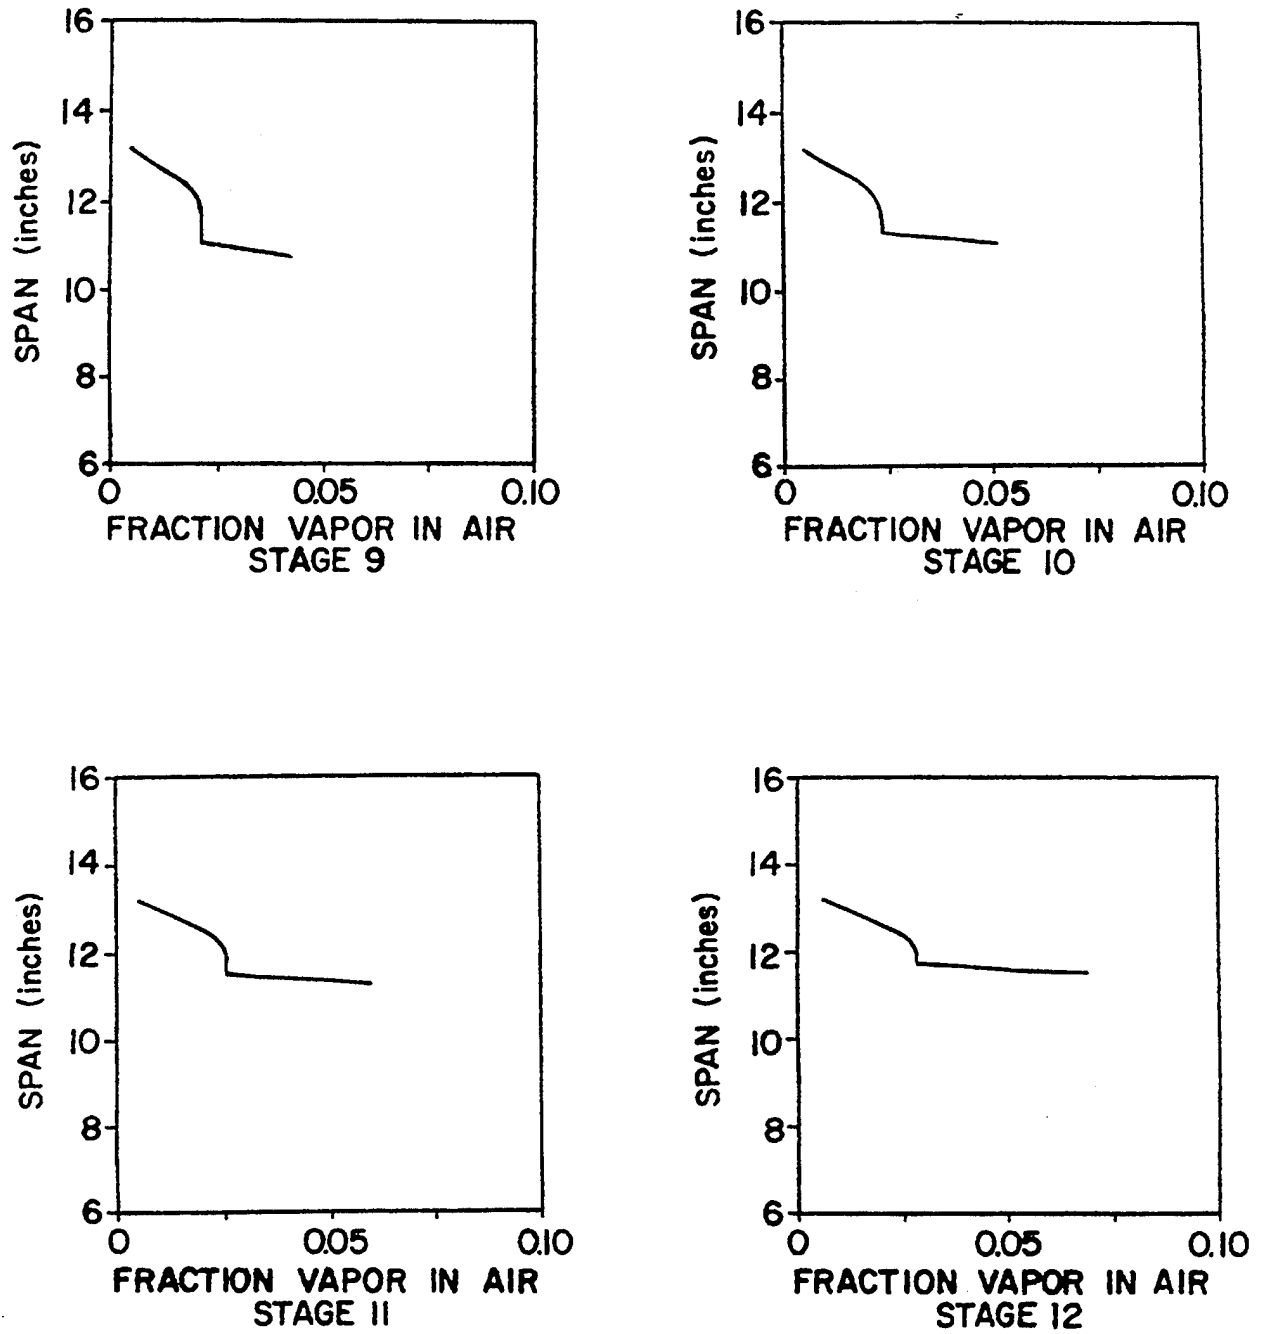 16
14
12
10
8
6
SPAN (inches)
0 0.05 0.10
FRACTION VAPOR IN AIR
STAGE 9
16
14
12
10
8
6
SPAN (inches)
0 0.05 0.10
FRACTION VAPOR IN AIR
STAGE 10
16
14
12
10
8
6
SPAN (inches)
0 0.05 0.10
FRACTION VAPOR IN AIR
STAGE 11
16
14
12
10
8
6
SPAN (inches)
0 0.05 0.10
FRACTION VAPOR IN AIR
STAGE 12